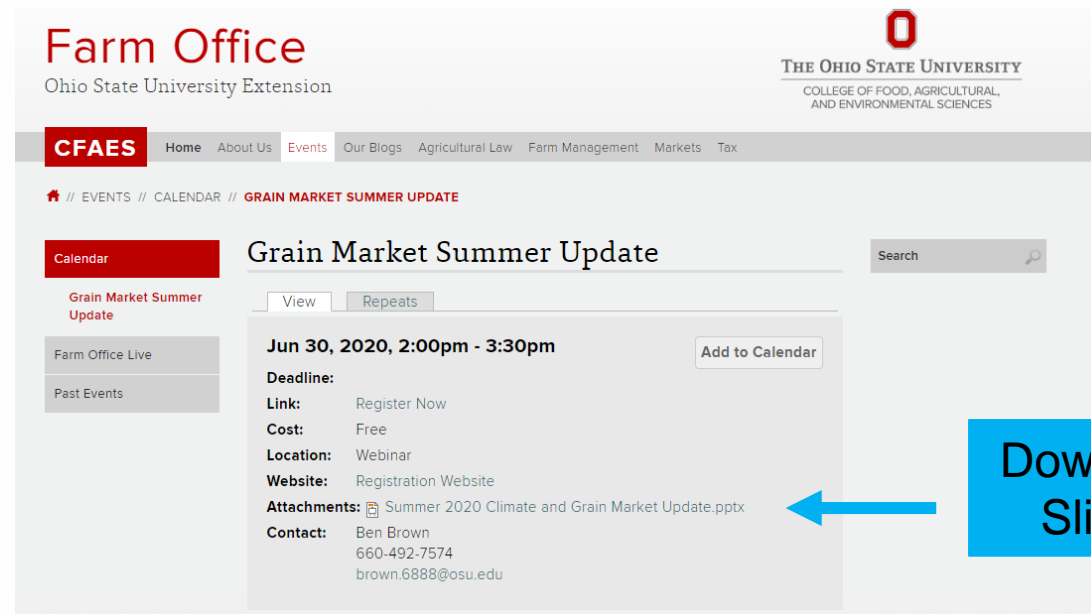 Farm Office
Ohio State University Extension
THE OHIO STATE UNIVERSITY
COLLEGE OF FOOD, AGRICULTURAL,
AND ENVIRONMENTAL SCIENCES
CFAES Home About Us Events Our Blogs Agricultural Law Farm Management Markets Tax
// EVENTS // CALENDAR // GRAIN MARKET SUMMER UPDATE
Calendar
Grain Market Summer
Update
Farm Office Live
Past Events
Grain Market Summer Update
View Repeats
Jun 30, 2020, 2:00pm - 3:30pm
Add to Calendar
Deadline:
Link: Register Now
Cost: Free
Location: Webinar
Website: Registration Website
Attachments: Summer 2020 Climate and Grain Market Update.pptx
Contact: Ben Brown
660-492-7574
brown.6888@osu.edu
Search